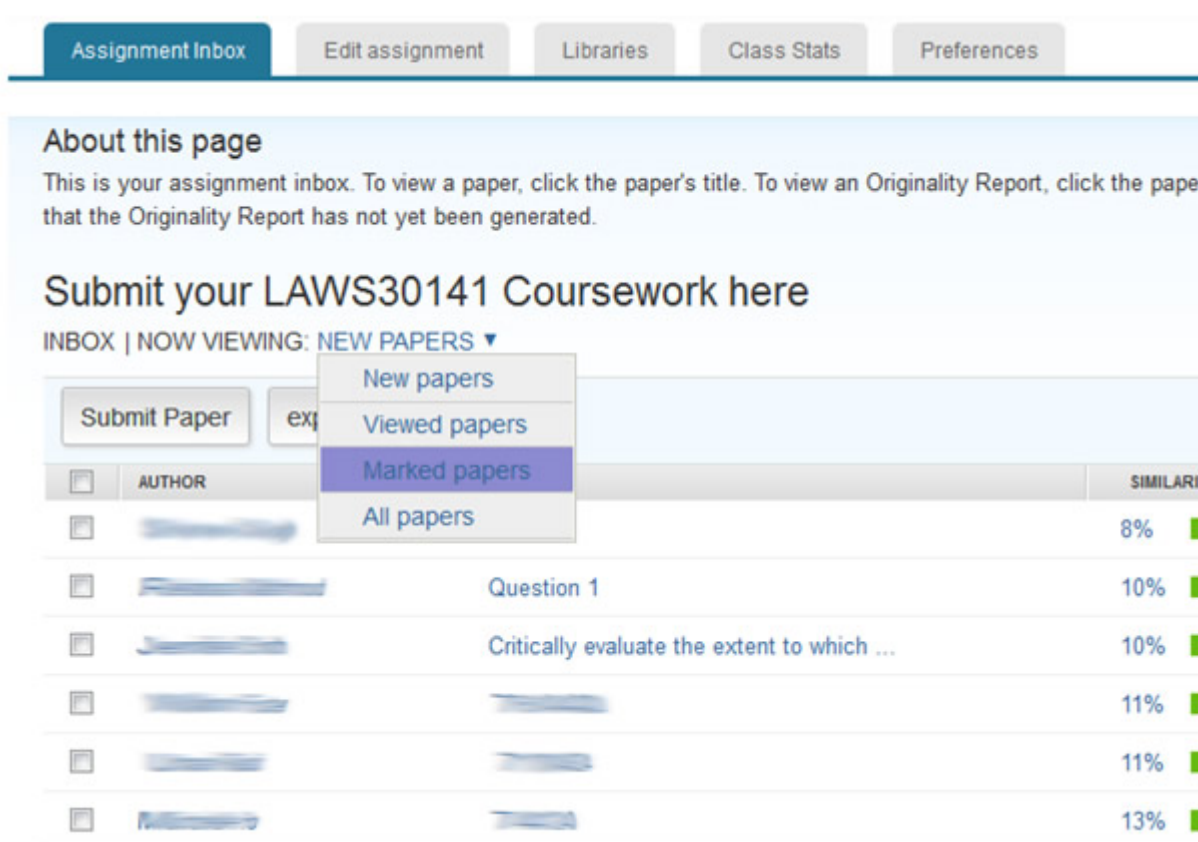 Assignment Inbox Edit assignment Libraries Class Stats Preferences
About this page
This is your assignment inbox. To view a paper, click the paper's title. To view an Originality Report, click the pape
that the Originality Report has not yet been generated.
Submit your LAWS30141 Coursework here
INBOX | NOW VIEWING: NEW PAPERS ▼
New papers
Submit Paper exp
Viewed papers
Marked papers
AUTHOR SIMILARI
All papers
8%
Question 1 10%
Critically evaluate the extent to which ... 10%
11%
11%
13%